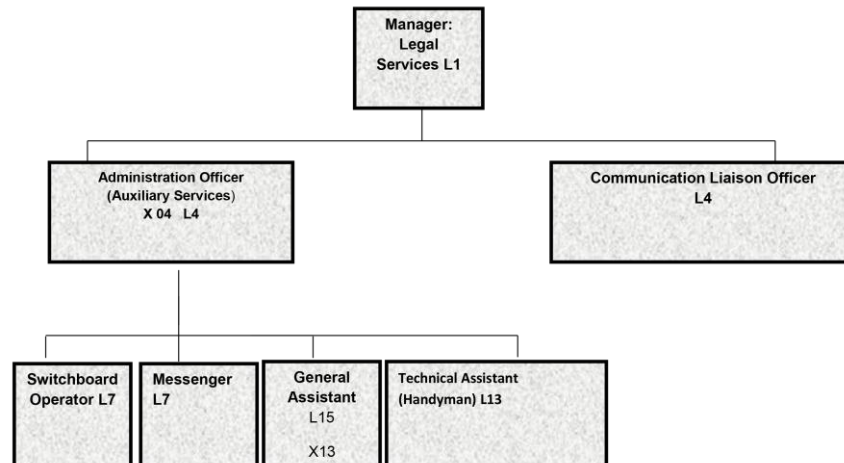 Manager:
Legal
Services L1
Administration Officer
(Auxiliary Services)
X 04 L4
Communication Liaison Officer
L4
Switchboard
Operator L7
Messenger
L7
General
Assistant
L15
X13
Technical Assistant
(Handyman) L13